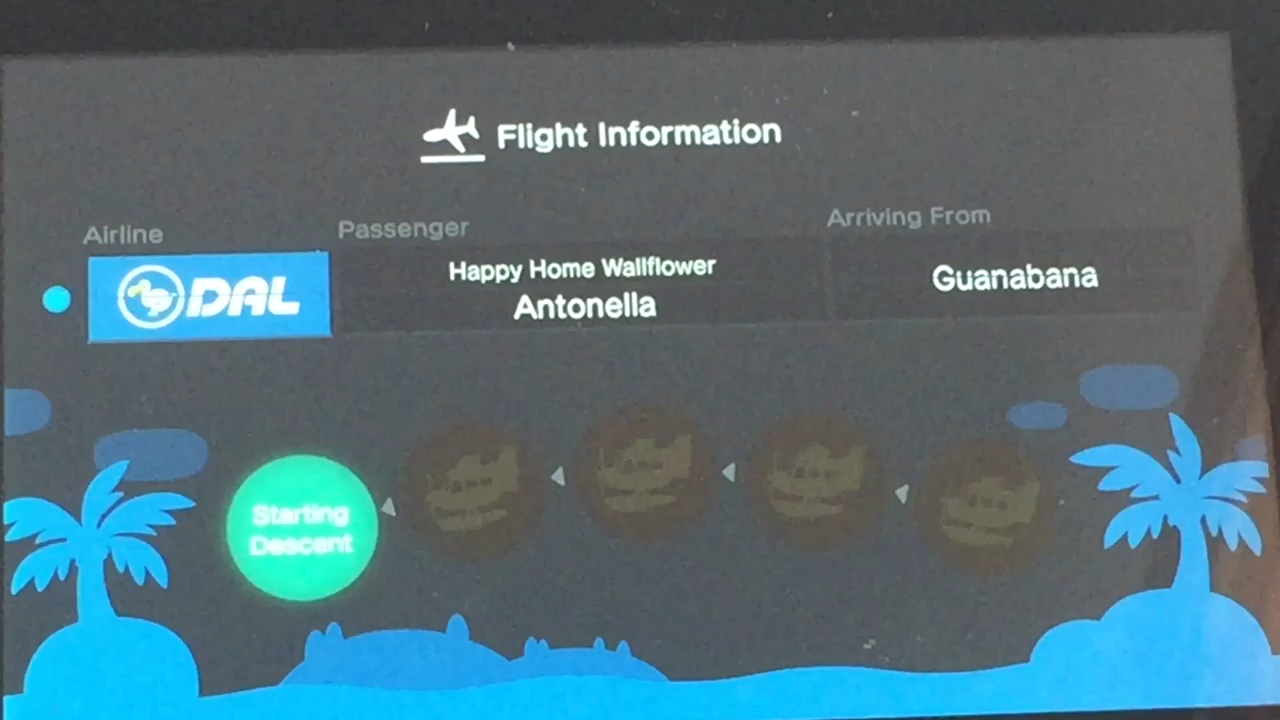 Flight Information
Airline
Passenger
Arriving From
DAL
Happy Home Wallflower
Antonella
Guanabana
Starting
Descent